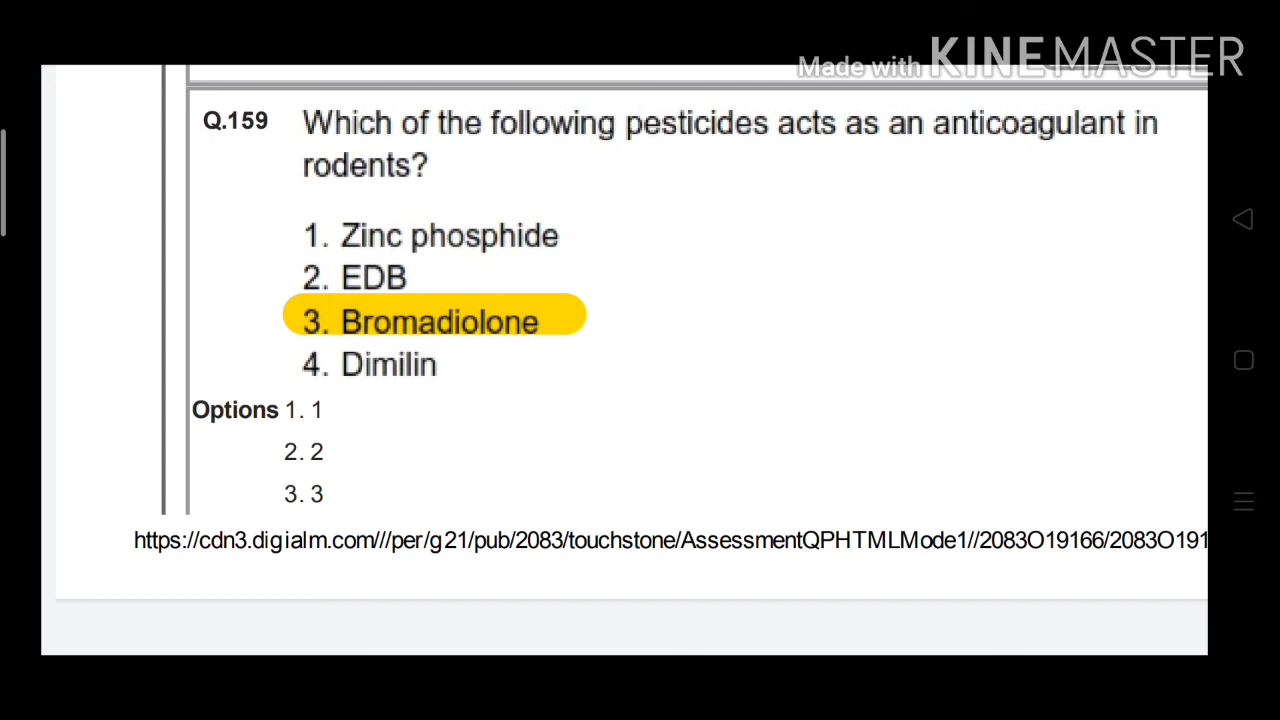 Made with KINEMASTER
Q.159 Which of the following pesticides acts as an anticoagulant in
rodents?
1. Zinc phosphide
2. EDB
3. Bromadiolone
4. Dimilin
Options 1. 1
2. 2
3. 3
https://cdn3.digialm.com///per/g21/pub/2083/touchstone/AssessmentQPHTMLMode1//2083O19166/2083O191